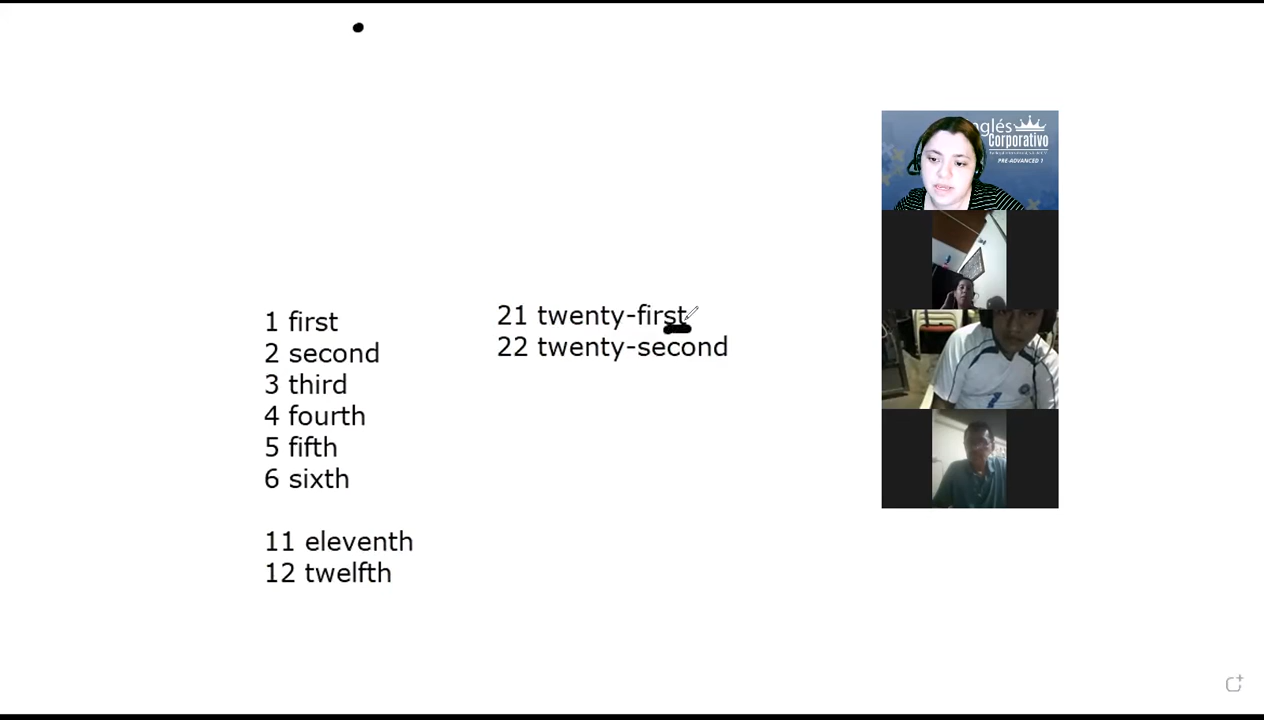 1 first
2 second
3 third
4 fourth
5 fifth
6 sixth
11 eleventh
12 twelfth
21 twenty-first
22 twenty-second
nglés
Corporativo
PRE-ADVANCED 1